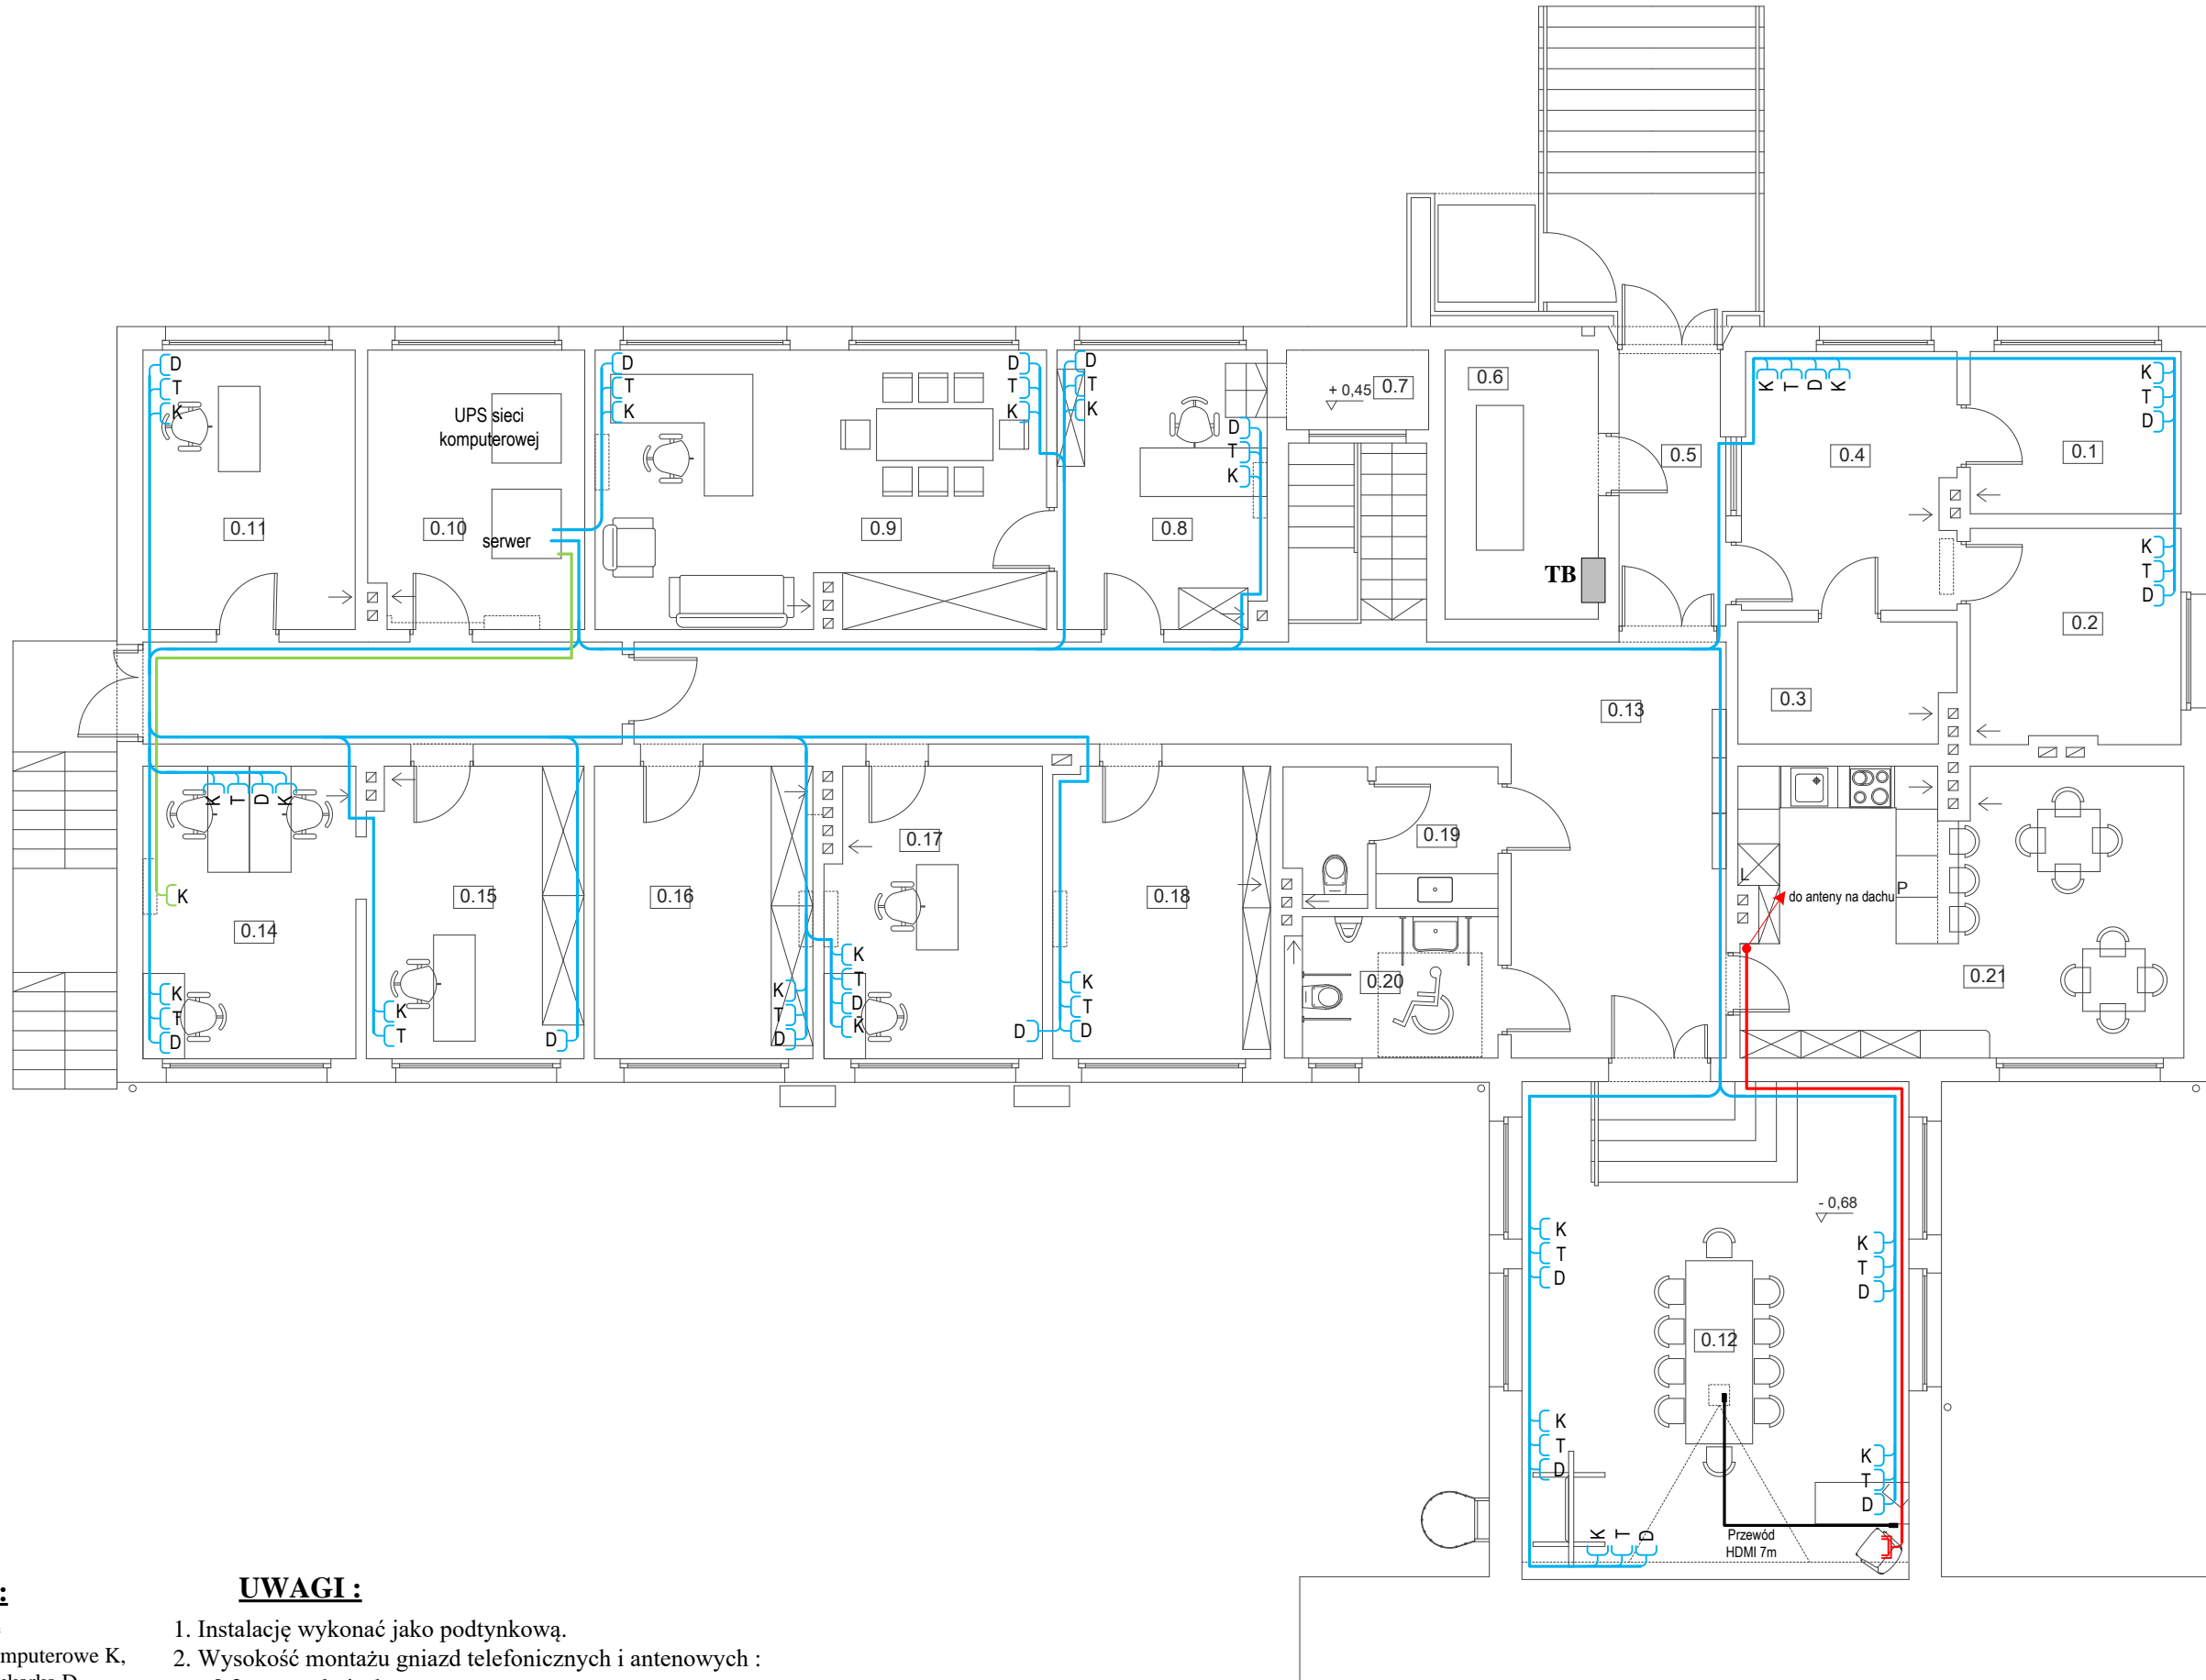 D
T
K
UPS sieci
komputerowej
serwer
0.11
0.10
D
T
K
D
T
K
0.9
D
T
K
D
T
K
0.8
+ 0,45
0.7
0.6
TB
0.5
K
T
D
K
0.4
K
T
D
0.1
K
T
D
0.2
0.3
0.13
K
T
D
K
K
0.14
K
T
D
0.15
K
T
D
0.16
K
T
D
0.17
K
T
D
K
D
0.18
K
T
D
0.19
0.20
L
P
do anteny na dachu
0.21
- 0,68
K
T
D
K
T
D
0.12
K
T
D
K
T
D
K
T
D
Przewód
HDMI 7m
:
UWAGI :
1. Instalację wykonać jako podtynkową.
mputerowe K,
2. Wysokość montażu gniazd telefonicznych i antenowych :